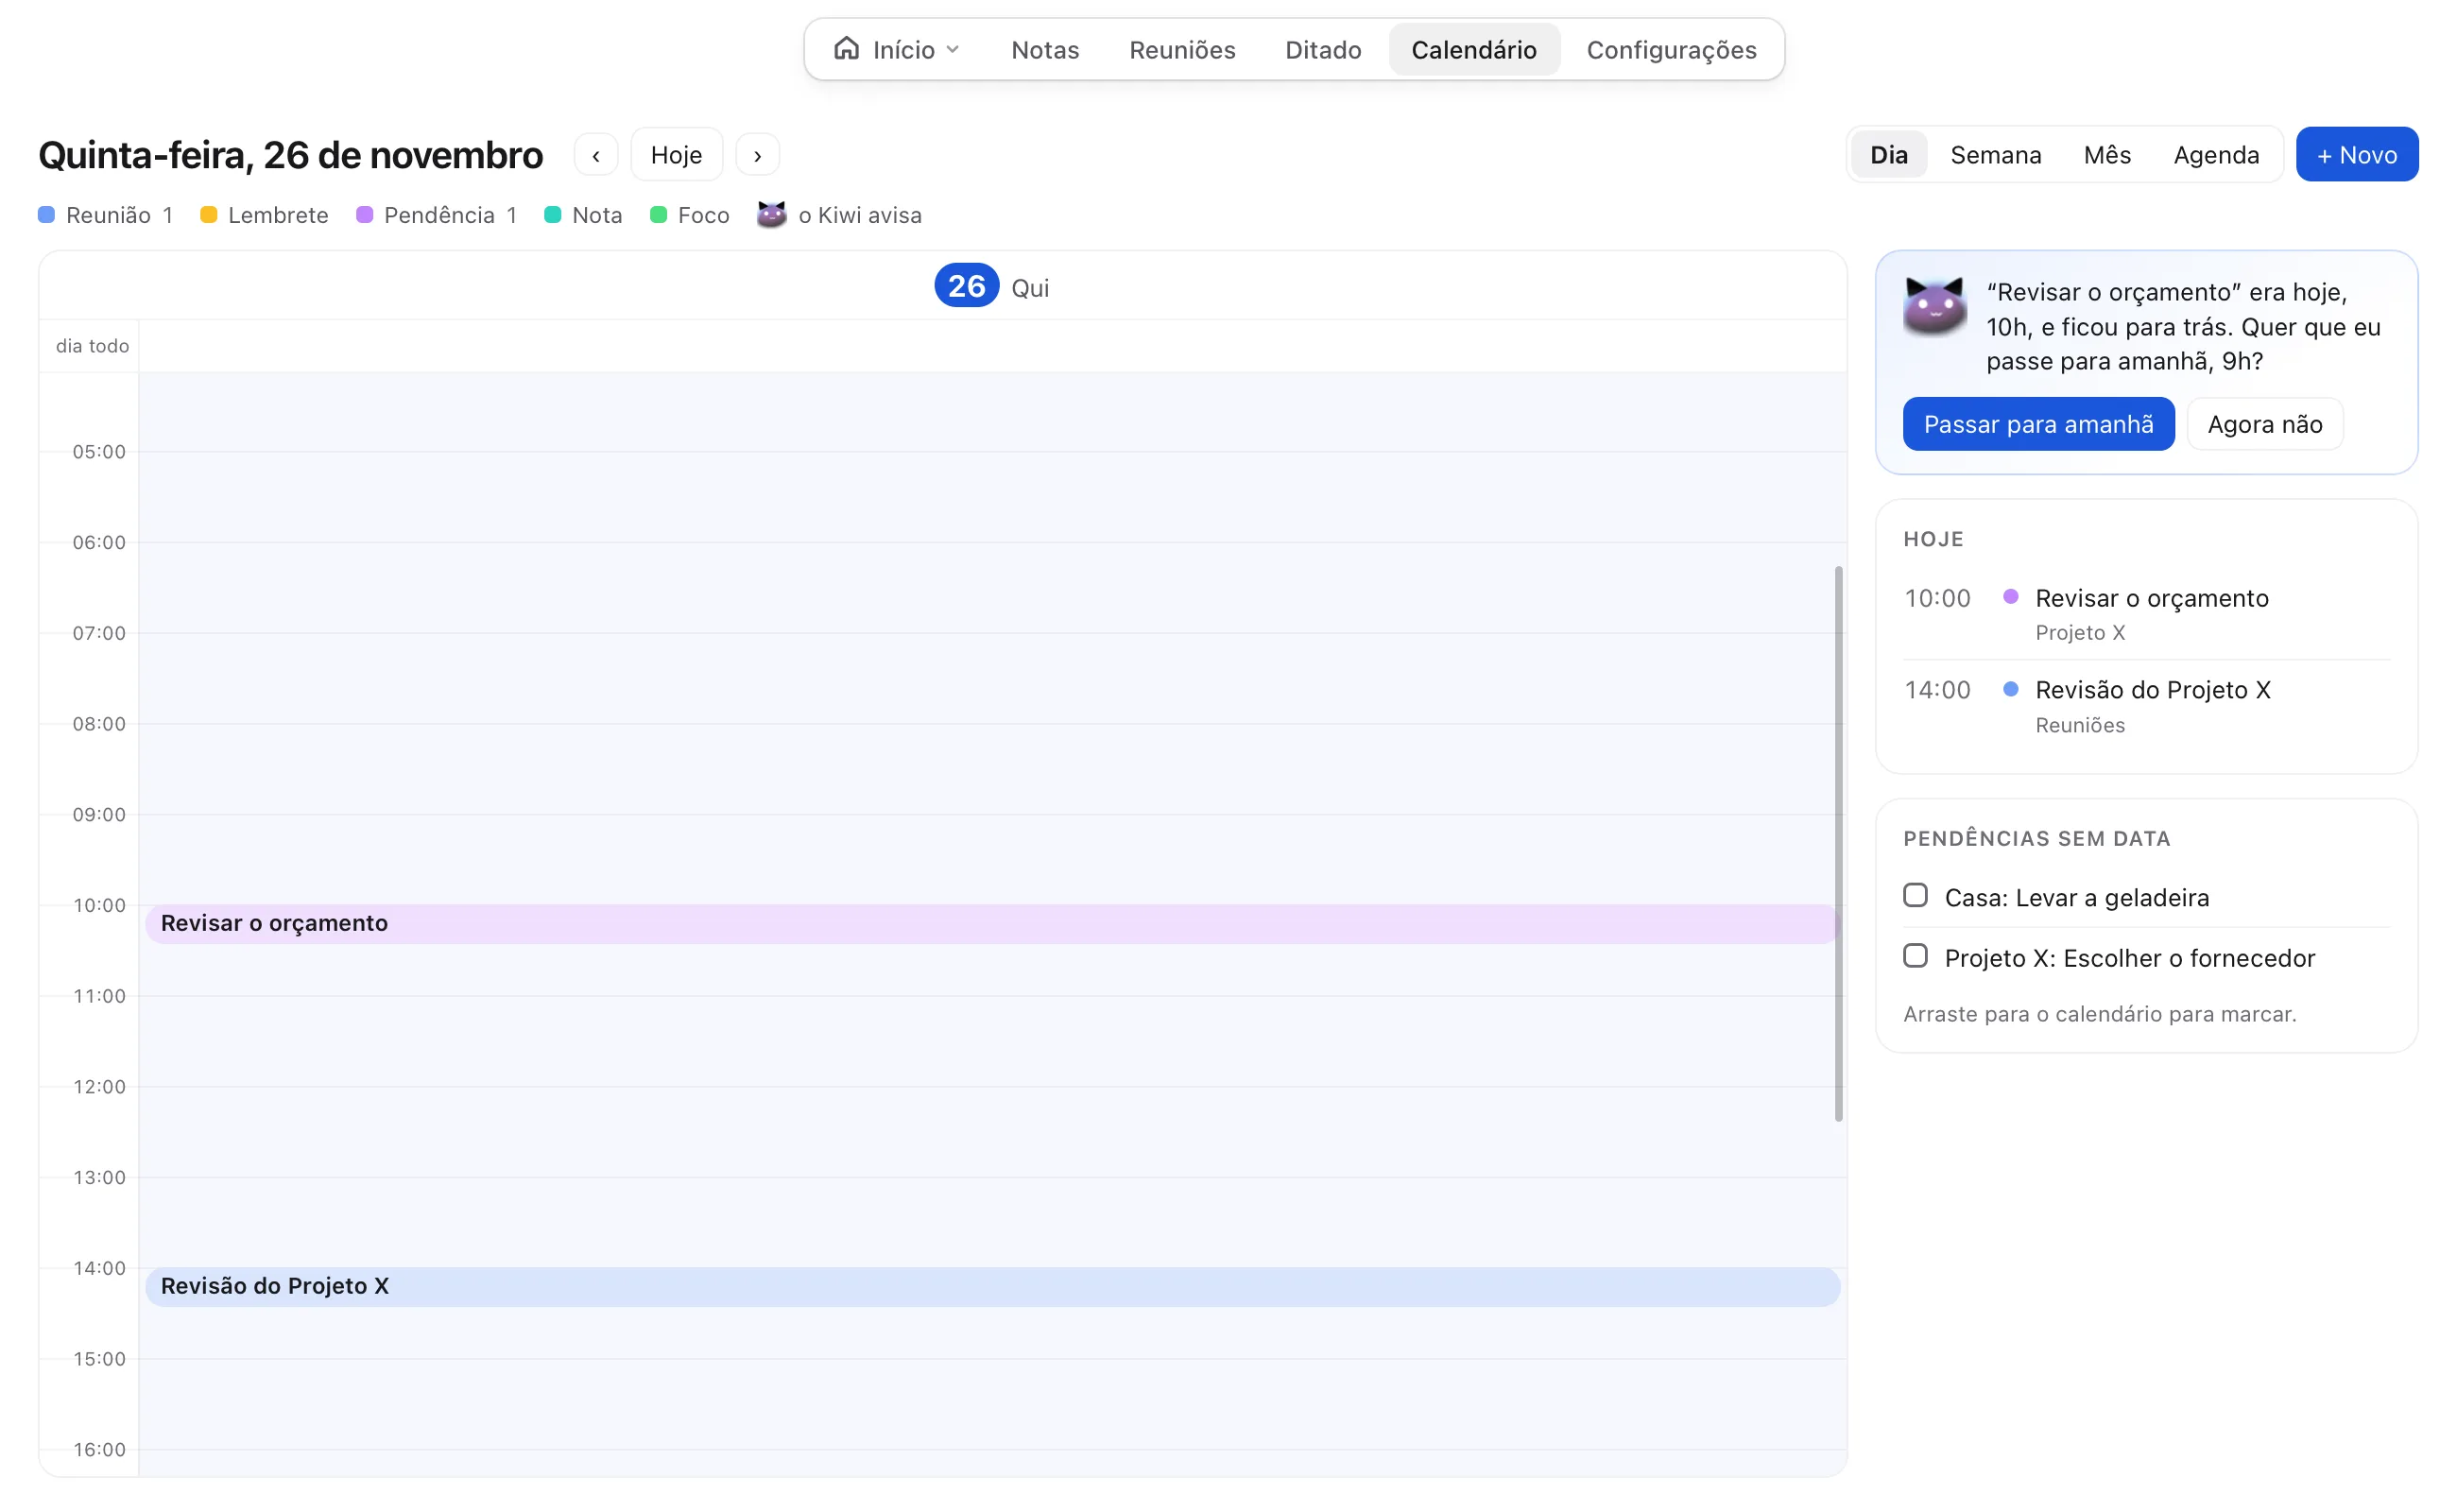 Início
Notas
Reuniões
Ditado
Calendário
Configurações
Quinta-feira, 26 de novembro
‹
Hoje
›
Dia
Semana
Mês
Agenda
+ Novo
Reunião 1
Lembrete
Pendência 1
Nota
Foco
o Kiwi avisa
26 Qui
dia todo
05:00
06:00
07:00
08:00
09:00
10:00
Revisar o orçamento
11:00
12:00
13:00
14:00
Revisão do Projeto X
15:00
16:00
“Revisar o orçamento” era hoje,
10h, e ficou para trás. Quer que eu
passe para amanhã, 9h?
Passar para amanhã
Agora não
HOJE
10:00 Revisar o orçamento
Projeto X
14:00 Revisão do Projeto X
Reuniões
PENDÊNCIAS SEM DATA
Casa: Levar a geladeira
Projeto X: Escolher o fornecedor
Arraste para o calendário para marcar.